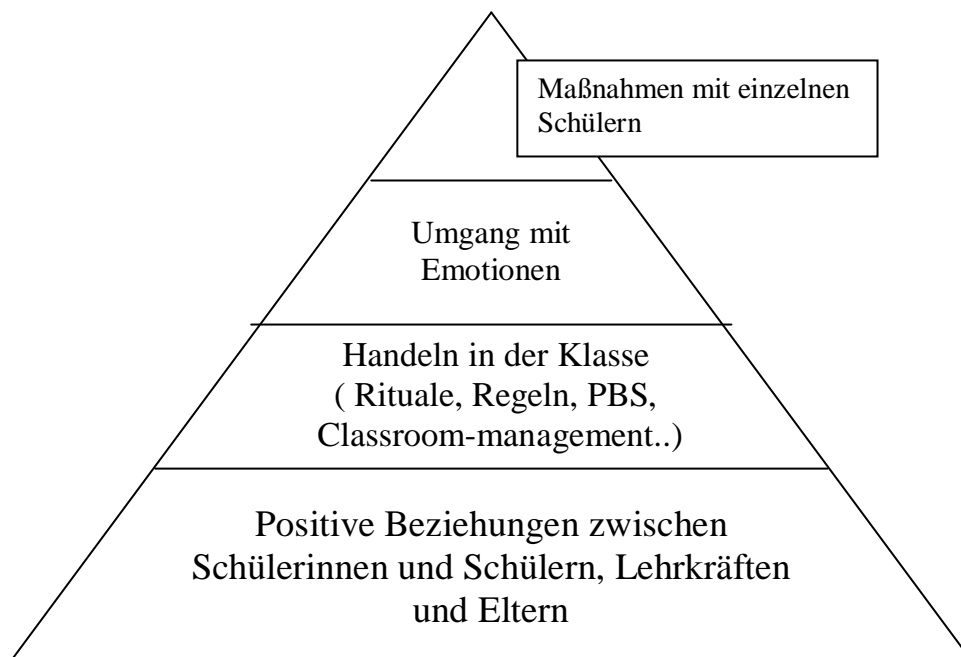 Maßnahmen mit einzelnen
Schülern
Umgang mit
Emotionen
Handeln in der Klasse
( Rituale, Regeln, PBS,
Classroom-management..)
Positive Beziehungen zwischen
Schülerinnen und Schülern, Lehrkräften
und Eltern